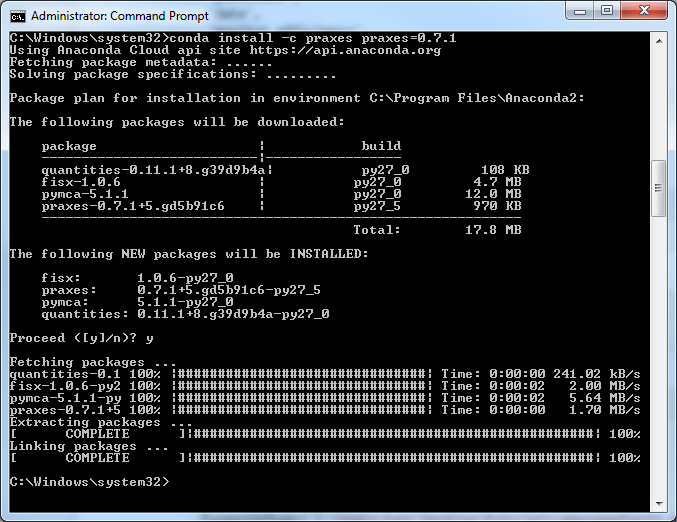 Administrator: Command Prompt
C:\Windows\system32>conda install -c praxes praxes=0.7.1
Using Anaconda Cloud api site https://api.anaconda.org
Fetching package metadata: ......
Solving package specifications: .........
Package plan for installation in environment C:\Program Files\Anaconda2:
The following packages will be downloaded:
package | build
---------------------------|-----------------
quantities-0.11.1+8.g39d9b4a| py27_0 108 KB
fisx-1.0.6 | py27_0 4.7 MB
pymca-5.1.1 | py27_0 12.0 MB
praxes-0.7.1+5.gd5b91c6 | py27_5 970 KB
------------------------------------------------------------
Total: 17.8 MB
The following NEW packages will be INSTALLED:
fisx: 1.0.6-py27_0
praxes: 0.7.1+5.gd5b91c6-py27_5
pymca: 5.1.1-py27_0
quantities: 0.11.1+8.g39d9b4a-py27_0
Proceed ([y]/n)? y
Fetching packages ...
quantities-0.1 100% |###############################| Time: 0:00:00 241.02 kB/s
fisx-1.0.6-py2 100% |###############################| Time: 0:00:02 2.00 MB/s
pymca-5.1.1-py 100% |###############################| Time: 0:00:02 5.64 MB/s
praxes-0.7.1+5 100% |###############################| Time: 0:00:00 1.70 MB/s
Extracting packages ...
[ COMPLETE ]|##################################################| 100%
Linking packages ...
[ COMPLETE ]|##################################################| 100%
C:\Windows\system32>